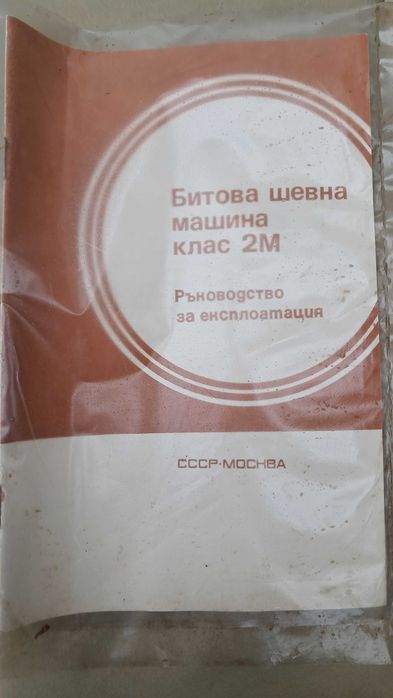 Битова шевна
машина
клас 2М
Ръководство
за експлоатация
СССР·МОСКВА